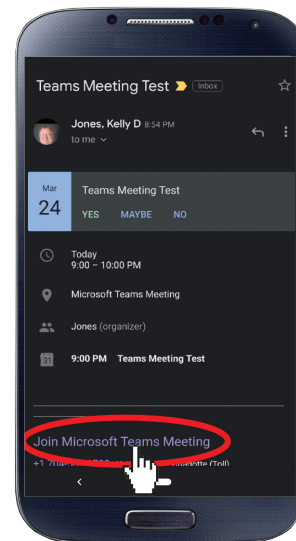 Teams Meeting Test Inbox
Jones, Kelly D 8:54 PM
to me
Mar
24
Teams Meeting Test
YES MAYBE NO
Today
9:00 – 10:00 PM
Microsoft Teams Meeting
Jones (organizer)
31 9:00 PM Teams Meeting Test
Join Microsoft Teams Meeting
(Toll)